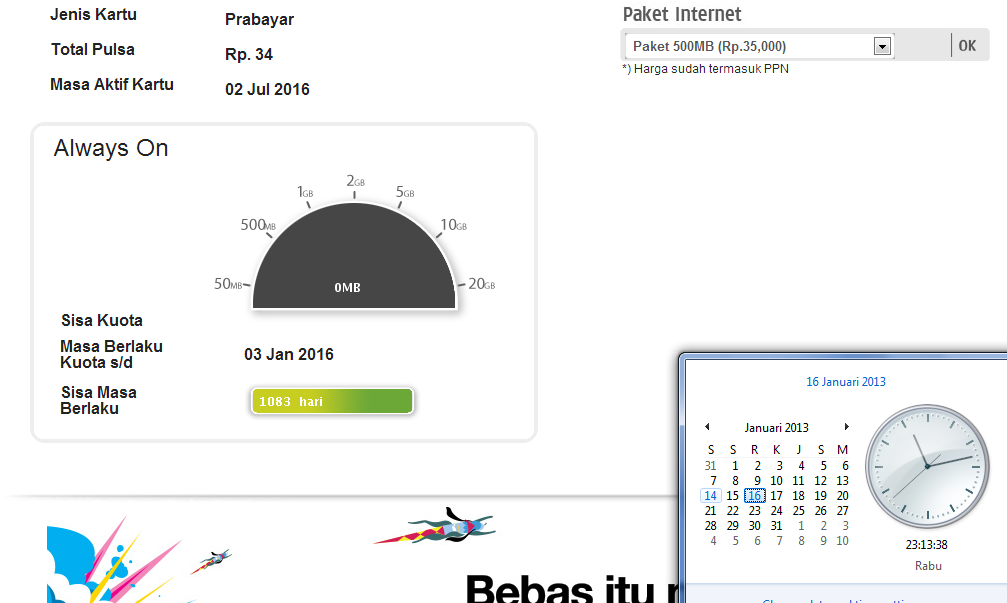 Jenis Kartu
Prabayar
Total Pulsa
Rp. 34
Masa Aktif Kartu
02 Jul 2016
Paket Internet
Paket 500MB (Rp.35,000)
OK
*) Harga sudah termasuk PPN
Always On
50MB
500MB
1GB
2GB
5GB
10GB
20GB
0MB
Sisa Kuota
Masa Berlaku
Kuota s/d
03 Jan 2016
Sisa Masa
Berlaku
1083 hari
16 Januari 2013
Januari 2013
S S R K J S M
31 1 2 3 4 5 6
7 8 9 10 11 12 13
14 15 16 17 18 19 20
21 22 23 24 25 26 27
28 29 30 31 1 2 3
4 5 6 7 8 9 10
23:13:38
Rabu
Bebas itu